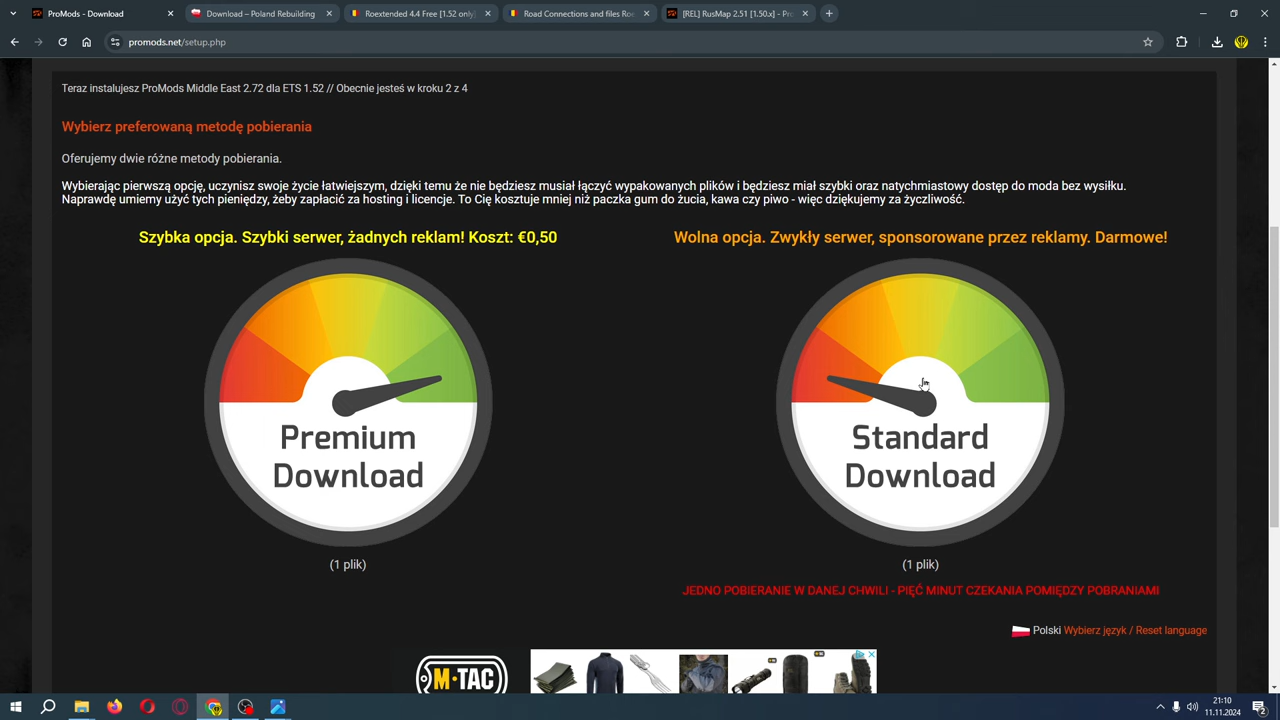 ProMods - Download
Download – Poland Rebuilding
Roextended 4.4 Free [1.52 only]
Road Connections and files Roe
[REL] RusMap 2.51 [1.50.x] - Pro
promods.net/setup.php
Teraz instalujesz ProMods Middle East 2.72 dla ETS 1.52 // Obecnie jesteś w kroku 2 z 4
Wybierz preferowaną metodę pobierania
Oferujemy dwie różne metody pobierania.
Wybierając pierwszą opcję, uczynisz swoje życie łatwiejszym, dzięki temu że nie będziesz musiał łączyć wypakowanych plików i będziesz miał szybki oraz natychmiastowy dostęp do moda bez wysiłku.
Naprawdę umiemy użyć tych pieniędzy, żeby zapłacić za hosting i licencje. To Cię kosztuje mniej niż paczka gum do żucia, kawa czy piwo - więc dziękujemy za życzliwość.
Szybka opcja. Szybki serwer, żadnych reklam! Koszt: €0,50
Wolna opcja. Zwykły serwer, sponsorowane przez reklamy. Darmowe!
Premium
Download
Standard
Download
(1 plik)
(1 plik)
JEDNO POBIERANIE W DANEJ CHWILI - PIĘĆ MINUT CZEKANIA POMIĘDZY POBRANIAMI
Polski Wybierz język / Reset language
M-TAC
21:10
11.11.2024
2